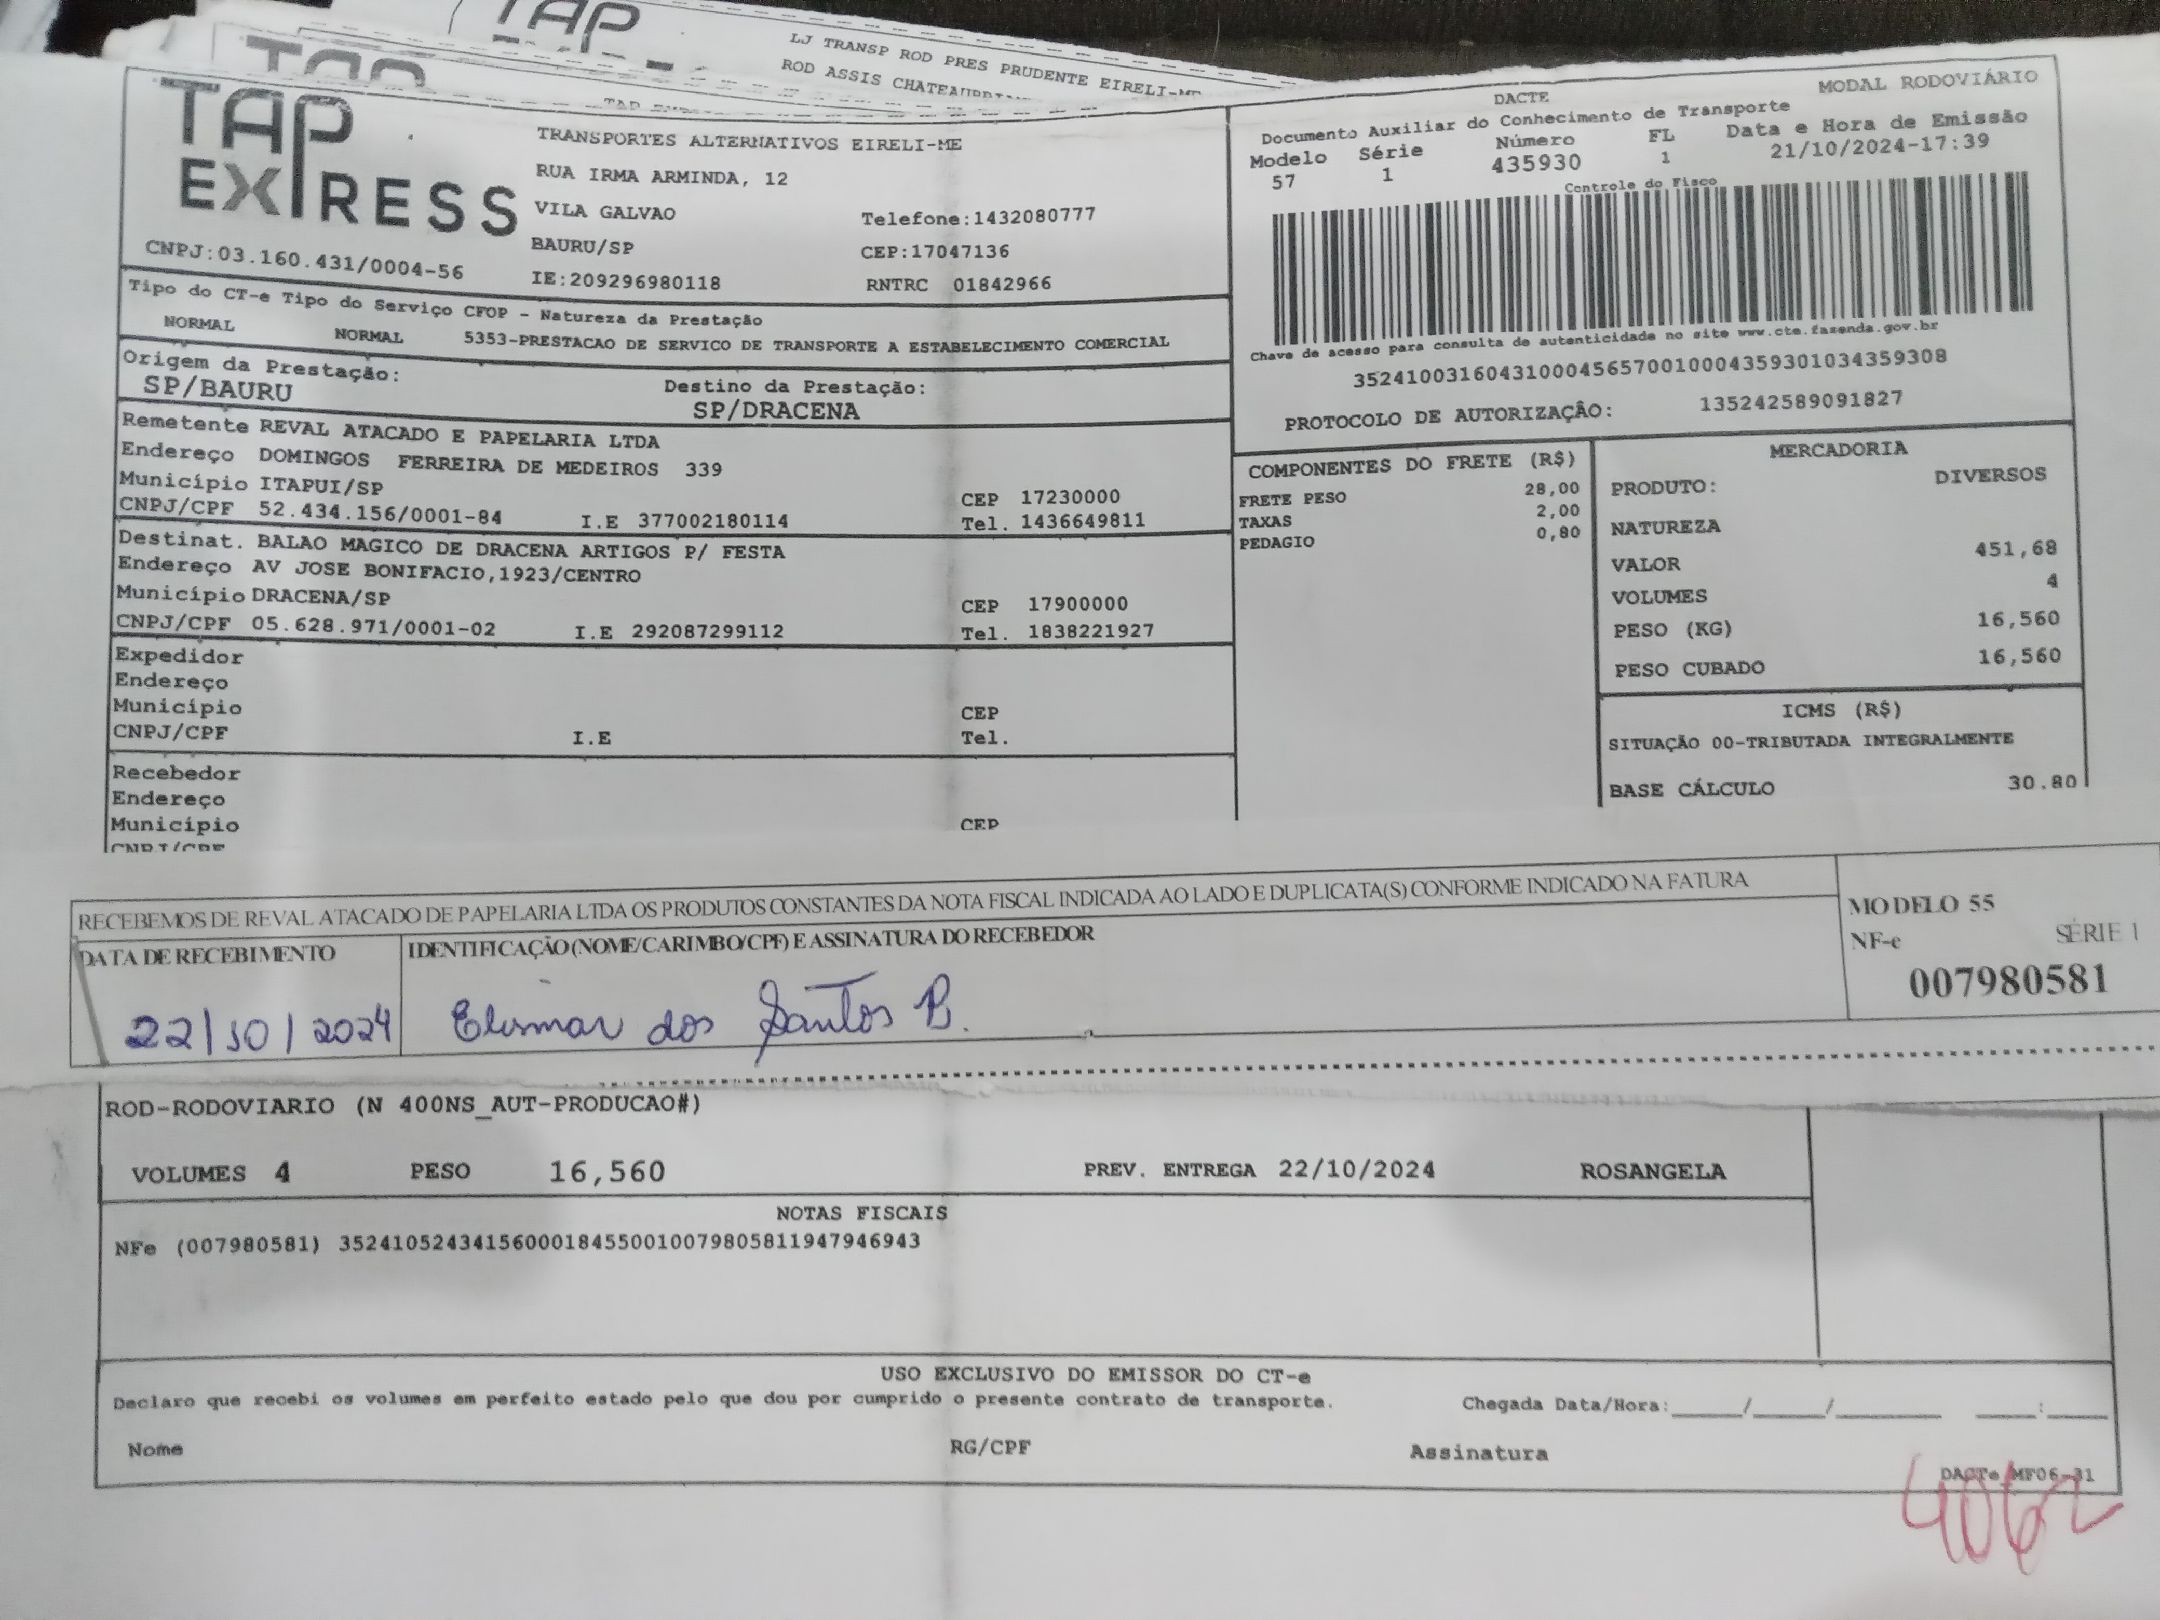 TAP
LJ TRANSP ROD PRES PRUDENTE EIRELI-ME
TAP
ROD ASSIS CHATEAUBRI
TAP EXPRESS
CNPJ:03.160.431/0004-56
TRANSPORTES ALTERNATIVOS EIRELI-ME
RUA IRMA ARMINDA, 12
VILA GALVAO Telefone:1432080777
BAURU/SP CEP:17047136
IE:209296980118 RNTRC 01842966
DACTE MODAL RODOVIÁRIO
Documento Auxiliar do Conhecimento de Transporte
Modelo Série Número FL Data e Hora de Emissão
57 1 435930 1 21/10/2024-17:39
Controle do Fisco
Chave de acesso para consulta de autenticidade no site www.cte.fazenda.gov.br
35241003160431000456570010004359301034359308
PROTOCOLO DE AUTORIZAÇÃO: 135242589091827
Tipo do CT-e Tipo do Serviço CFOP - Natureza da Prestação
NORMAL NORMAL 5353-PRESTACAO DE SERVICO DE TRANSPORTE A ESTABELECIMENTO COMERCIAL
Origem da Prestação: Destino da Prestação:
SP/BAURU SP/DRACENA
Remetente REVAL ATACADO E PAPELARIA LTDA
Endereço DOMINGOS FERREIRA DE MEDEIROS 339
Município ITAPUI/SP CEP 17230000
CNPJ/CPF 52.434.156/0001-84 I.E 377002180114 Tel. 1436649811
Destinat. BALAO MAGICO DE DRACENA ARTIGOS P/ FESTA
Endereço AV JOSE BONIFACIO,1923/CENTRO
Município DRACENA/SP CEP 17900000
CNPJ/CPF 05.628.971/0001-02 I.E 292087299112 Tel. 1838221927
Expedidor
Endereço
Município CEP
CNPJ/CPF I.E Tel.
Recebedor
Endereço
Município CEP
CNPJ/CPF
COMPONENTES DO FRETE (R$)
FRETE PESO 28,00
TAXAS 2,00
PEDAGIO 0,80
MERCADORIA
PRODUTO: DIVERSOS
NATUREZA
VALOR 451,68
VOLUMES 4
PESO (KG) 16,560
PESO CUBADO 16,560
ICMS (R$)
SITUAÇÃO 00-TRIBUTADA INTEGRALMENTE
BASE CÁLCULO 30.80
RECEBEMOS DE REVAL ATACADO DE PAPELARIA LTDA OS PRODUTOS CONSTANTES DA NOTA FISCAL INDICADA AO LADO E DUPLICATA(S) CONFORME INDICADO NA FATURA
DATA DE RECEBIMENTO IDENTIFICAÇÃO (NOME/CARIMBO/CPF) E ASSINATURA DO RECEBEDOR
22/10/2024 Elismar dos Santos B.
MODELO 55
NF-e SÉRIE 1
007980581
ROD-RODOVIARIO (N 400NS_AUT-PRODUCAO#)
VOLUMES 4 PESO 16,560 PREV. ENTREGA 22/10/2024 ROSANGELA
NOTAS FISCAIS
NFe (007980581) 35241052434156000184550010079805811947946943
USO EXCLUSIVO DO EMISSOR DO CT-e
Declaro que recebi os volumes em perfeito estado pelo que dou por cumprido o presente contrato de transporte. Chegada Data/Hora:____/____/______ ___:___
Nome RG/CPF Assinatura
DACTe MF06-31
4062